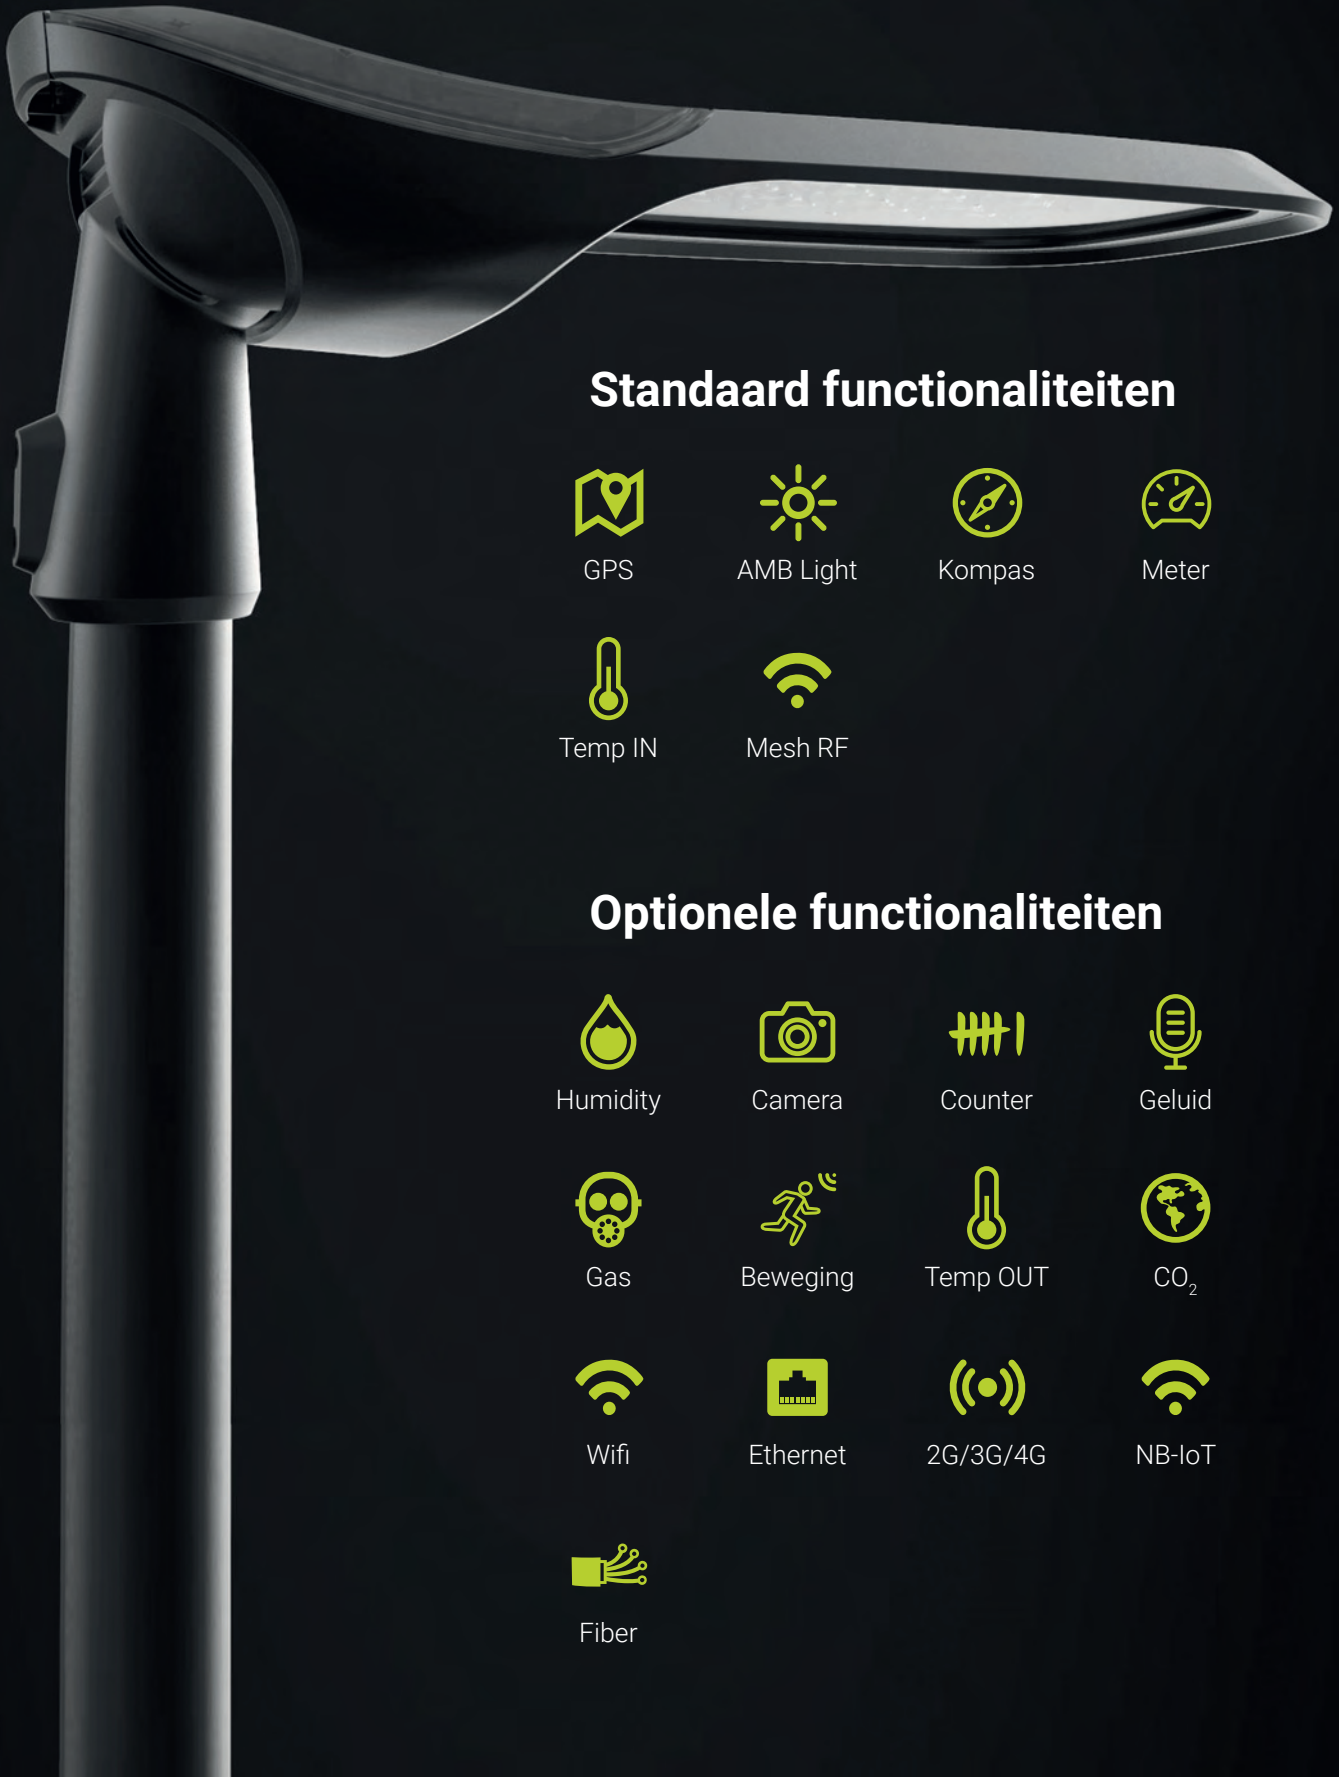 Standaard functionaliteiten
GPS
AMB Light
Kompas
Meter
Temp IN
Mesh RF
Optionele functionaliteiten
Humidity
Camera
Counter
Geluid
Gas
Beweging
Temp OUT
CO₂
Wifi
Ethernet
2G/3G/4G
NB-IoT
Fiber